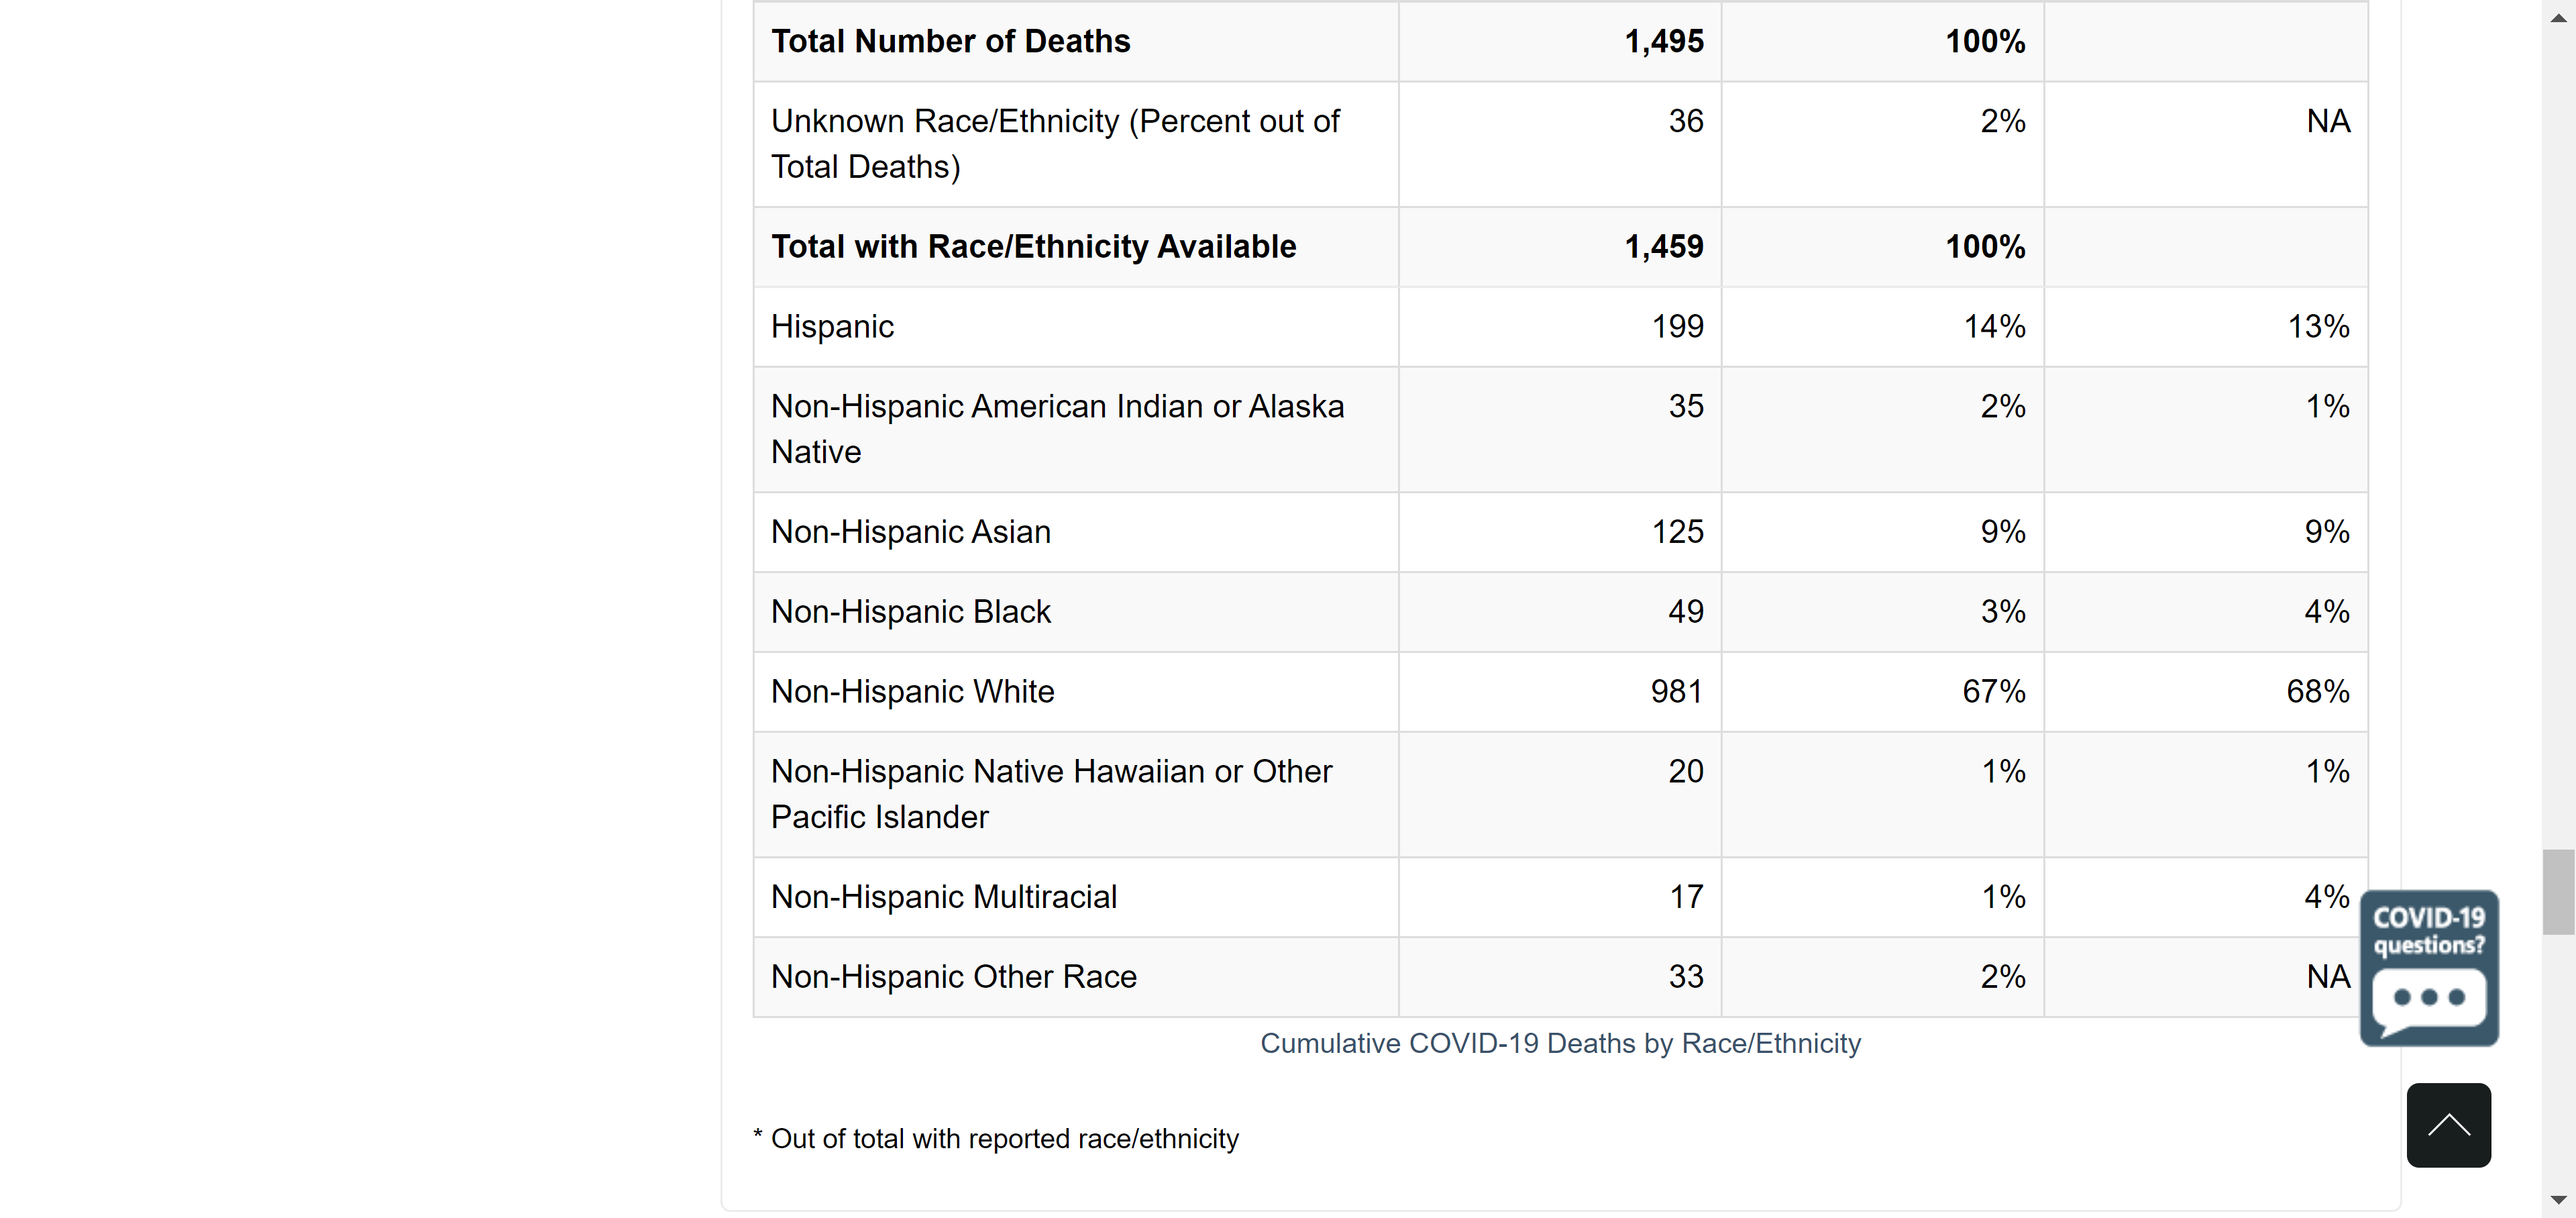 Total Number of Deaths 1,495 100%
Unknown Race/Ethnicity (Percent out of 36 2% NA
Total Deaths)
Total with Race/Ethnicity Available 1,459 100%
Hispanic 199 14% 13%
Non-Hispanic American Indian or Alaska 35 2% 1%
Native
Non-Hispanic Asian 125 9% 9%
Non-Hispanic Black 49 3% 4%
Non-Hispanic White 981 67% 68%
Non-Hispanic Native Hawaiian or Other 20 1% 1%
Pacific Islander
Non-Hispanic Multiracial 17 1% 4%
Non-Hispanic Other Race 33 2% NA
COVID-19
questions?
Cumulative COVID-19 Deaths by Race/Ethnicity
* Out of total with reported race/ethnicity